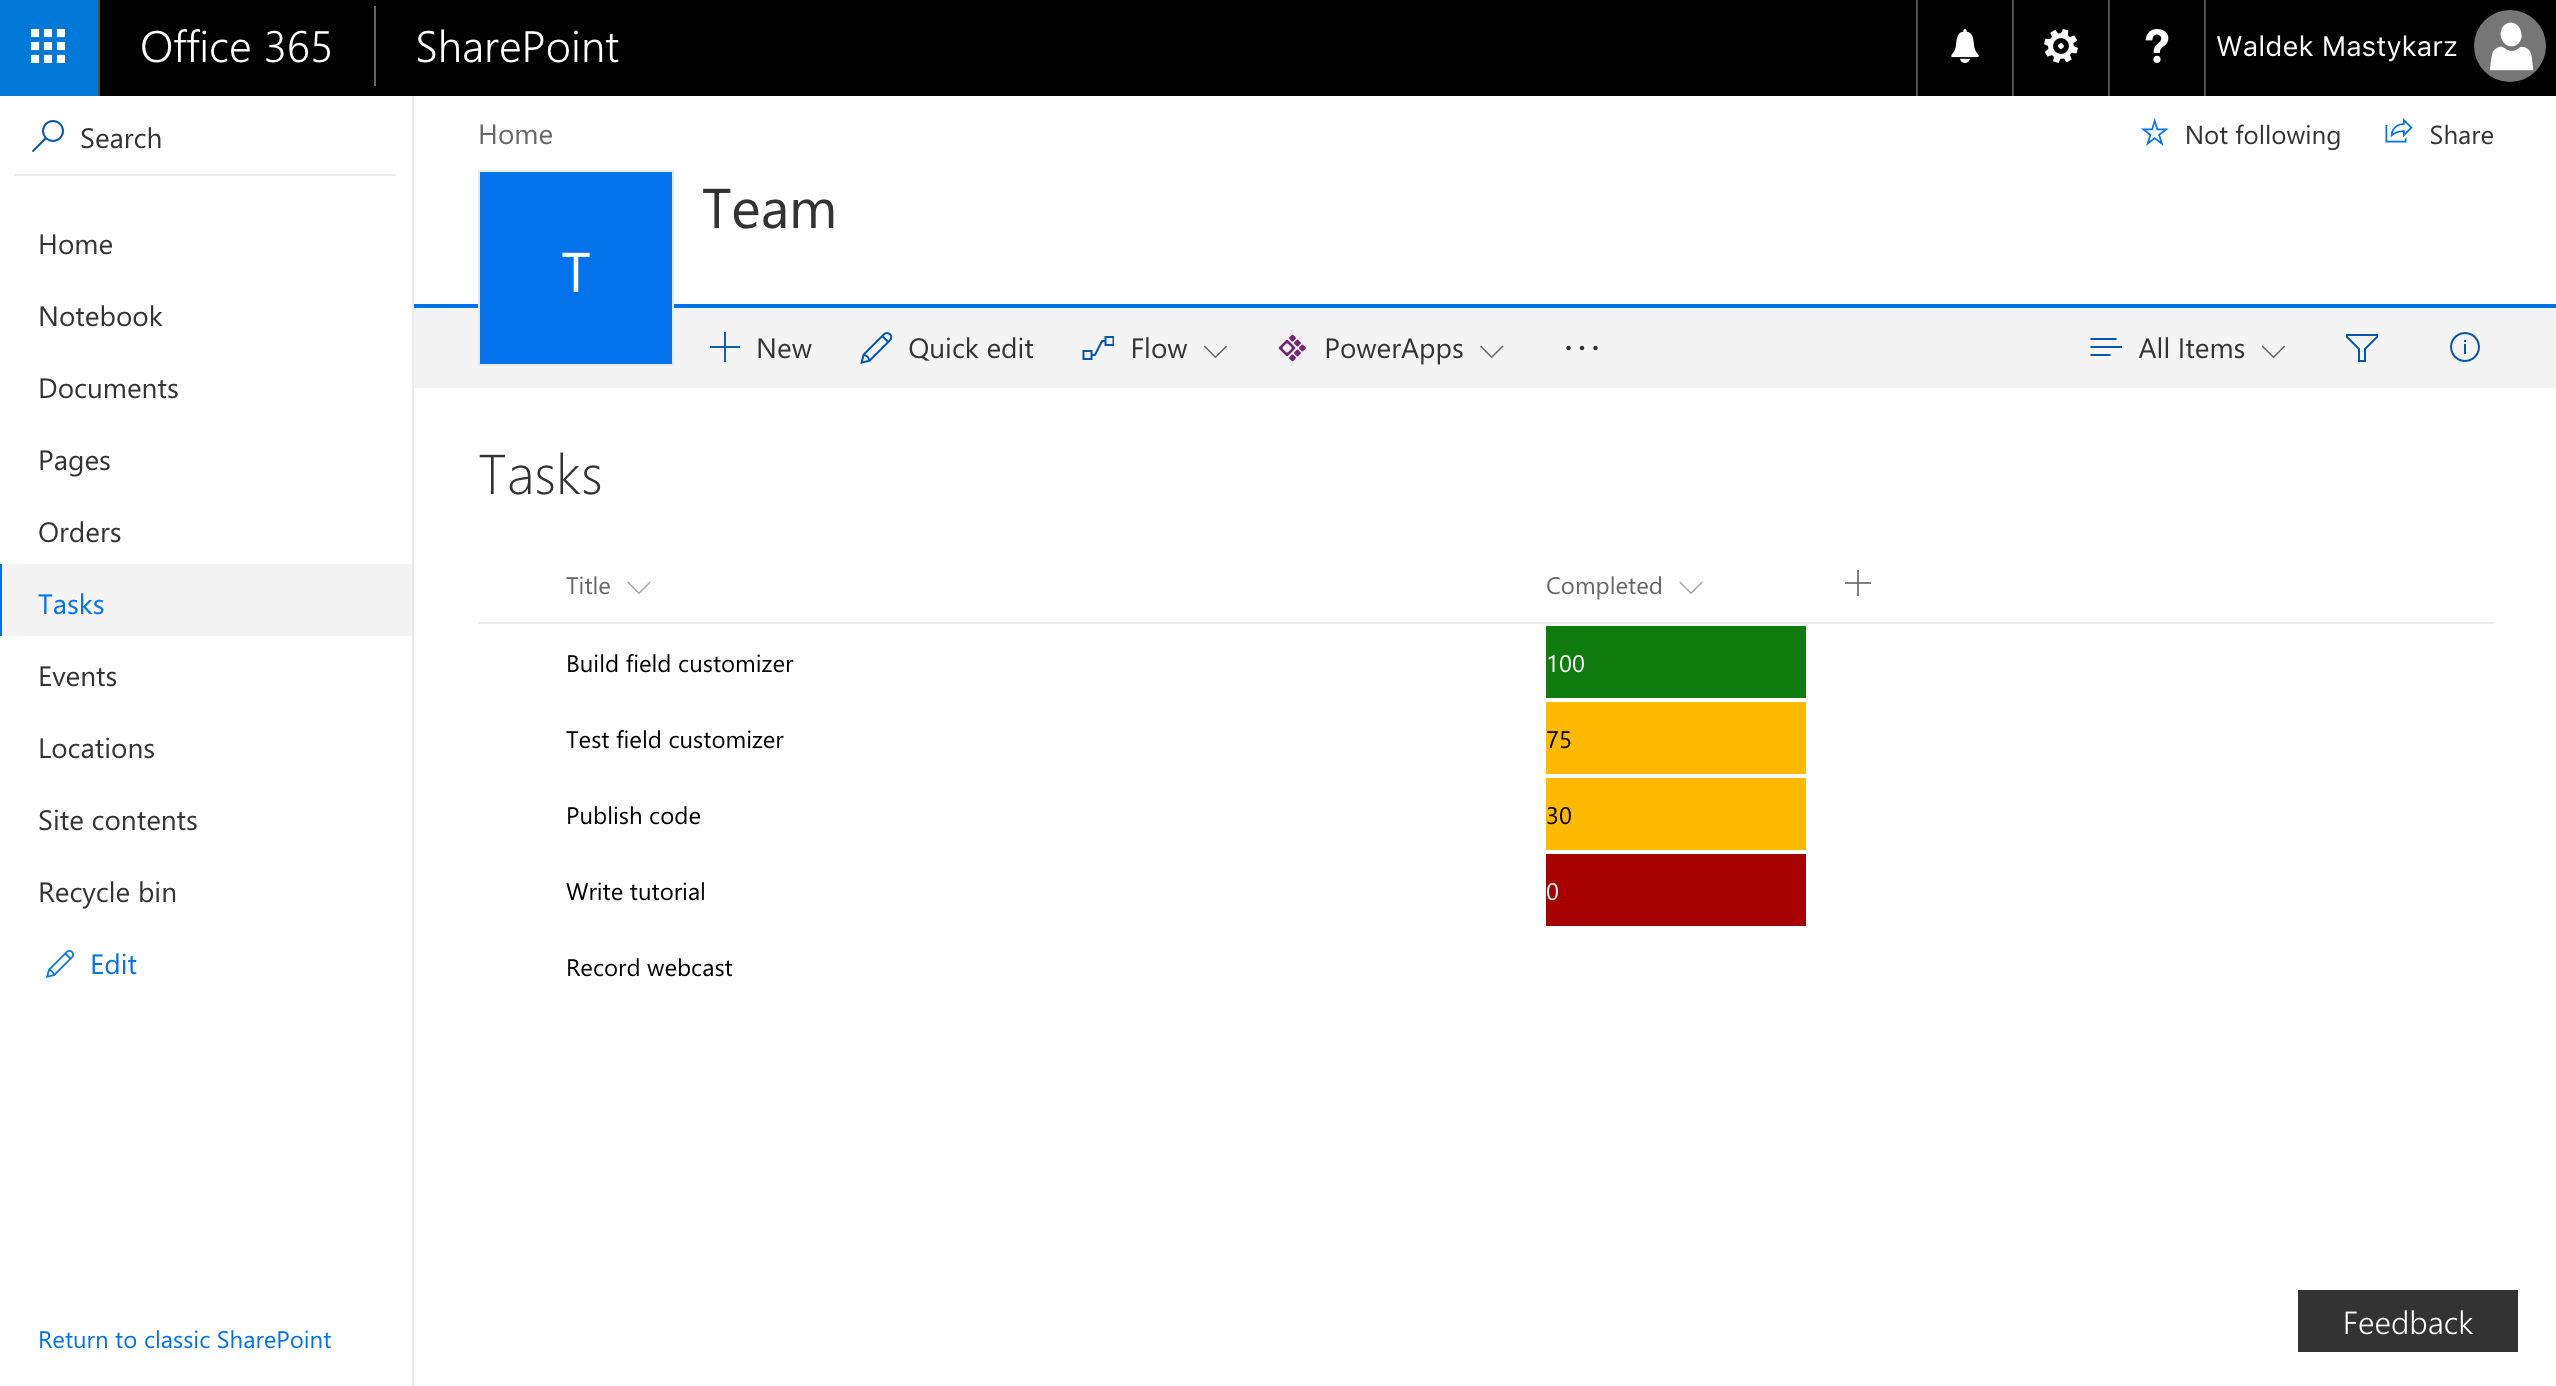 Office 365
SharePoint
Waldek Mastykarz
Search
Home
Notebook
Documents
Pages
Orders
Tasks
Events
Locations
Site contents
Recycle bin
Edit
Return to classic SharePoint
Home
Not following
Share
T
Team
New
Quick edit
Flow
PowerApps
All Items
Tasks
Title
Completed
Build field customizer
100
Test field customizer
75
Publish code
30
Write tutorial
0
Record webcast
Feedback